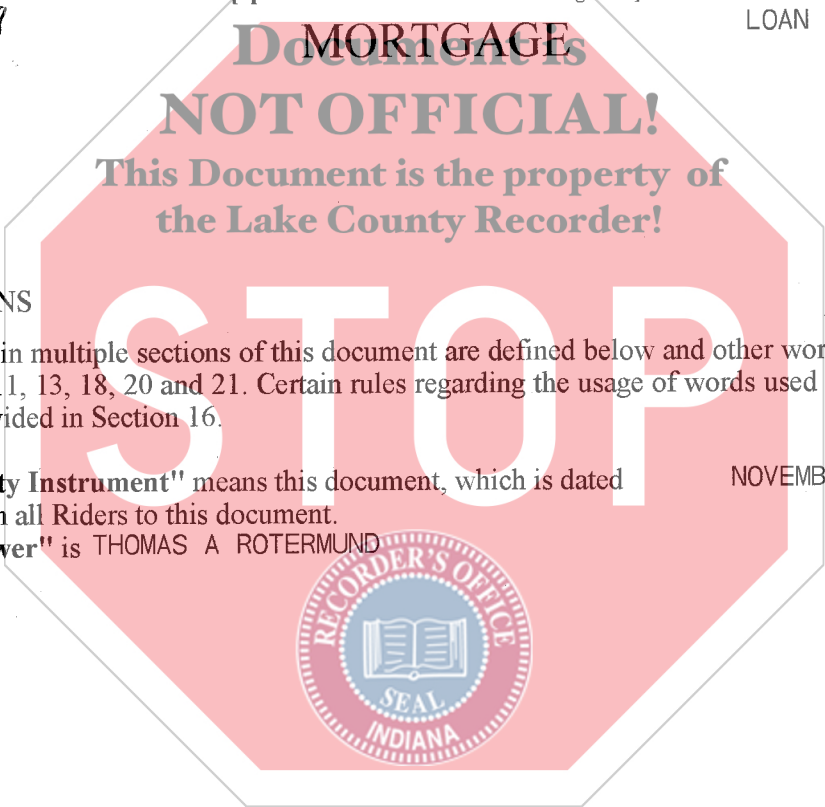 LOAN
MORTGAGE
Document is
NOT OFFICIAL!
This Document is the property of
the Lake County Recorder!
NS
in multiple sections of this document are defined below and other wor
11, 13, 18, 20 and 21. Certain rules regarding the usage of words used
vided in Section 16.
STOP
ty Instrument" means this document, which is dated NOVEMB
all Riders to this document.
wer" is THOMAS A ROTERMUND
RECORDER'S OFFICE
SEAL
INDIANA